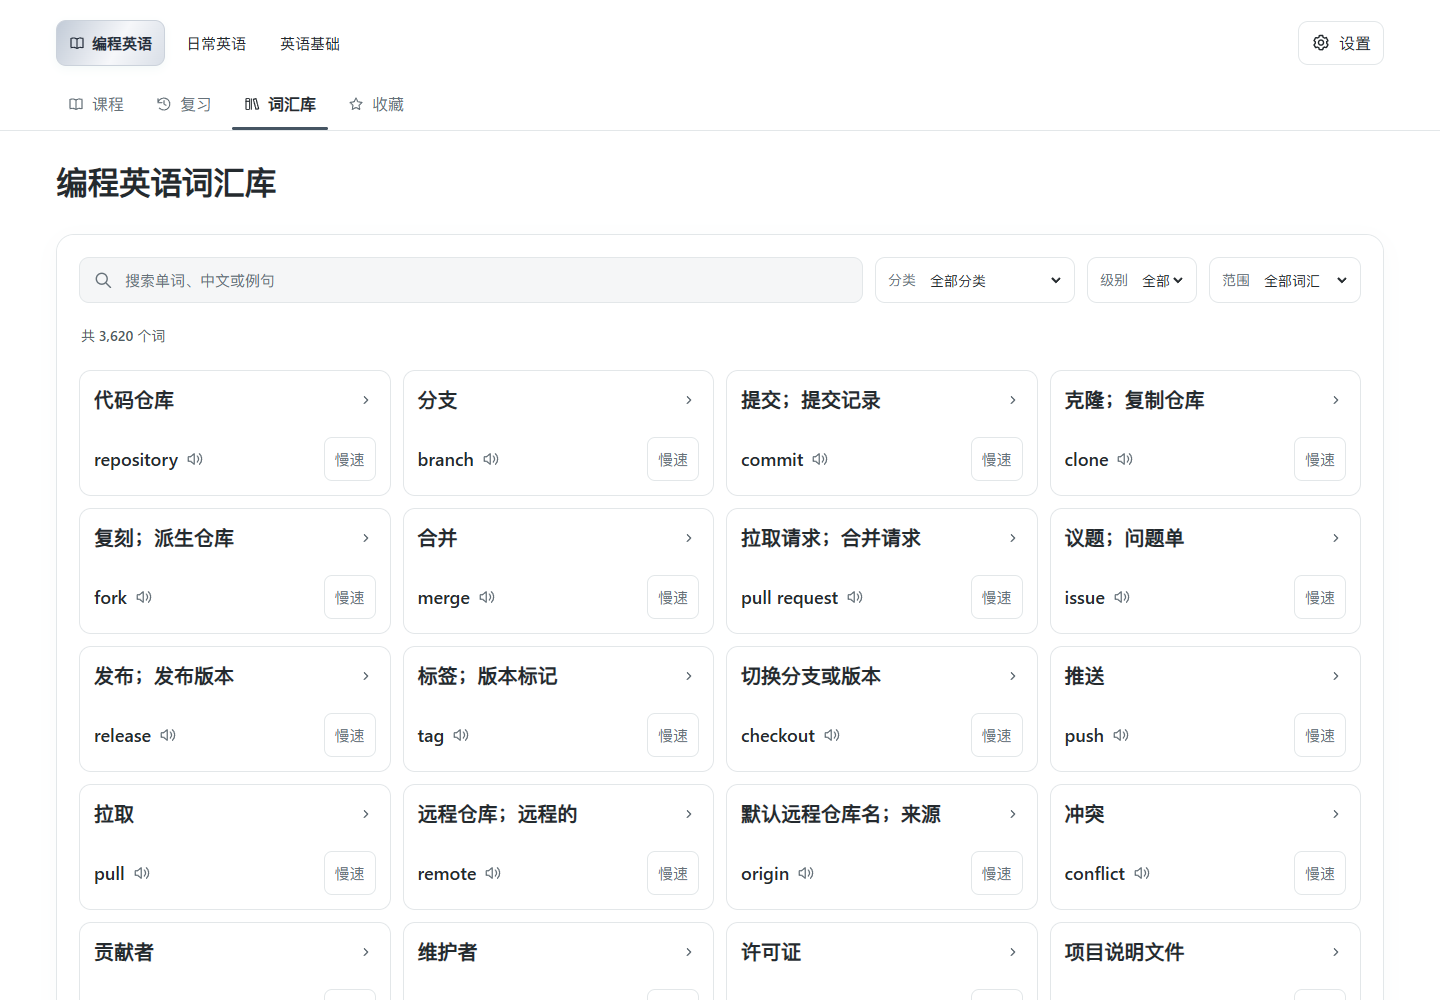 编程英语 日常英语 英语基础 设置
课程 复习 词汇库 收藏
编程英语词汇库
搜索单词、中文或例句 分类 全部分类 级别 全部 范围 全部词汇
共 3,620 个词
代码仓库 分支 提交；提交记录 克隆；复制仓库
repository 慢速 branch 慢速 commit 慢速 clone 慢速
复刻；派生仓库 合并 拉取请求；合并请求 议题；问题单
fork 慢速 merge 慢速 pull request 慢速 issue 慢速
发布；发布版本 标签；版本标记 切换分支或版本 推送
release 慢速 tag 慢速 checkout 慢速 push 慢速
拉取 远程仓库；远程的 默认远程仓库名；来源 冲突
pull 慢速 remote 慢速 origin 慢速 conflict 慢速
贡献者 维护者 许可证 项目说明文件